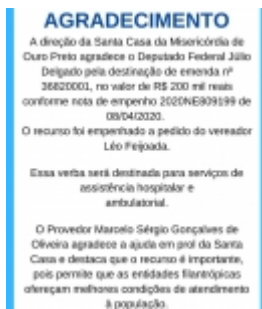 AGRADECIMENTO
A direção da Santa Casa da Misericórdia de
Ouro Preto agradece o Deputado Federal Júlio
Delgado pela destinação de emenda nº
36820001, no valor de R$ 200 mil reais
conforme nota de empenho 2020NE809199 de
08/04/2020.
O recurso foi empenhado a pedido do vereador
Léo Feijoada.
Essa verba será destinada para serviços de
assistência hospitalar e
ambulatorial.
O Provedor Marcelo Sérgio Gonçalves de
Oliveira agradece a ajuda em prol da Santa
Casa e destaca que o recurso é importante,
pois permite que as entidades filantrópicas
ofereçam melhores condições de atendimento
à população.